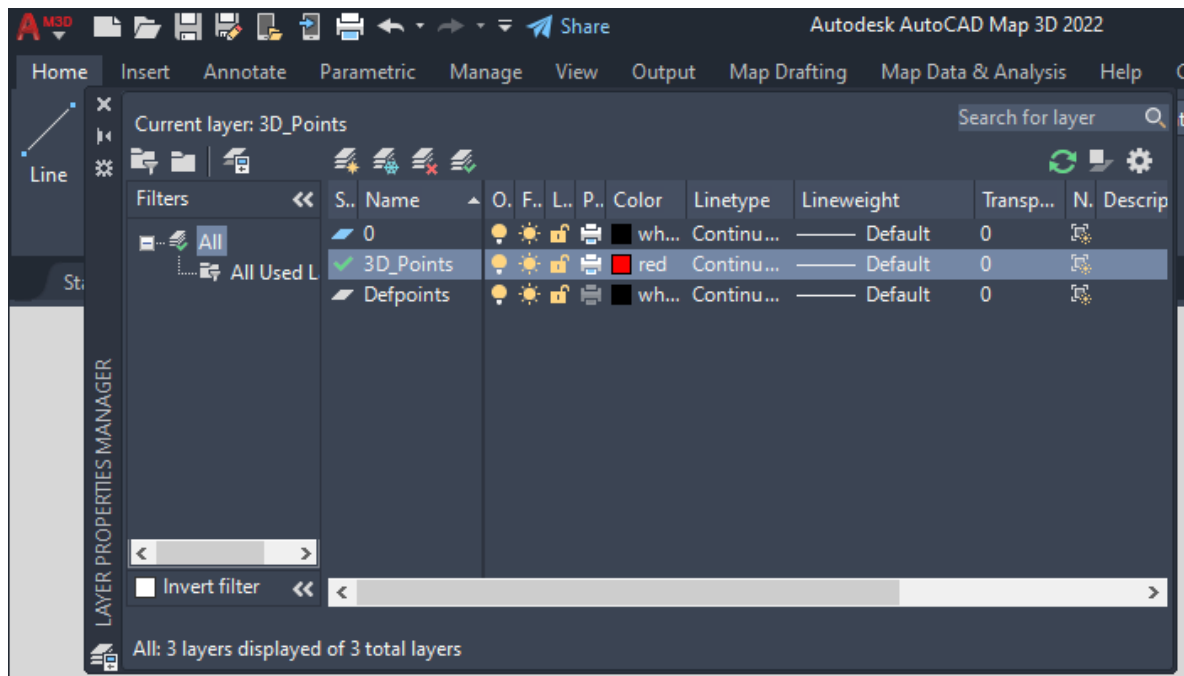 M3D Share Autodesk AutoCAD Map 3D 2022
Home Insert Annotate Parametric Manage View Output Map Drafting Map Data & Analysis Help
Current layer: 3D_Points Search for layer
Line
Filters S.. Name O. F.. L.. P.. Color Linetype Lineweight Transp... N. Descrip
All 0 wh... Continu... Default 0
All Used L 3D_Points red Continu... Default 0
Defpoints wh... Continu... Default 0
LAYER PROPERTIES MANAGER
Invert filter
All: 3 layers displayed of 3 total layers